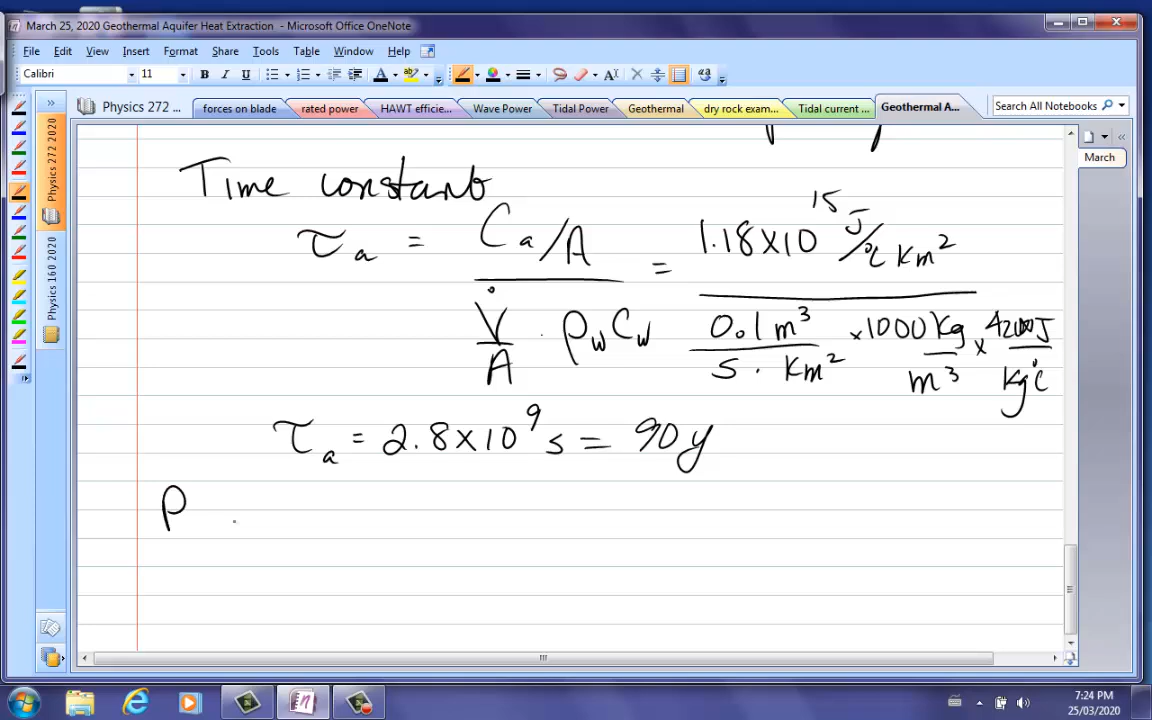 March 25, 2020 Geothermal Aquifer Heat Extraction - Microsoft Office OneNote
File Edit View Insert Format Share Tools Table Window Help
Calibri 11 B I U A ab A
Physics 272 ... forces on blade rated power HAWT efficie... Wave Power Tidal Power Geothermal dry rock exam... Tidal current ... Geothermal A... Search All Notebooks
Physics 272 2020
Physics 160 2020
March
Time constant
τa = Ca/A / (V̇/A · ρw Cw) = 1.18×10^15 J/°C km² / (0.1 m³/s · km² × 1000 kg/m³ × 4200 J/kg°C)
τa = 2.8×10^9 s = 90 y
P
7:24 PM
25/03/2020